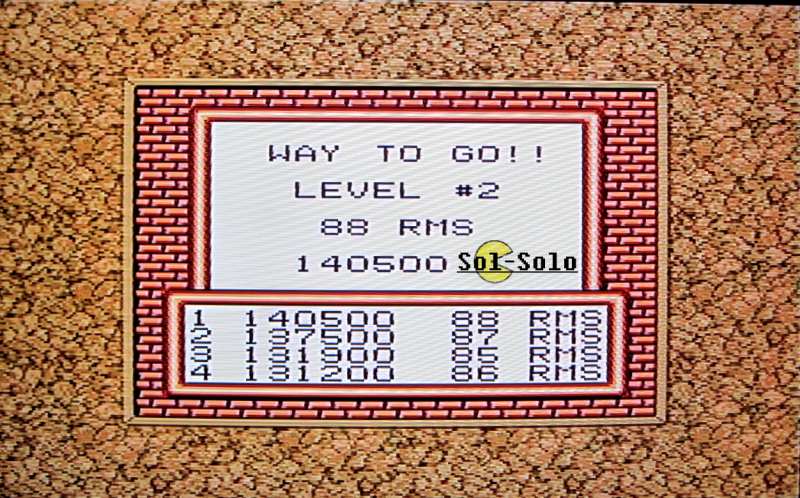 WAY TO GO!!
LEVEL #2
88 RMS
140500 Sol-Solo
1 140500 88 RMS
2 137500 87 RMS
3 131900 85 RMS
4 131200 86 RMS